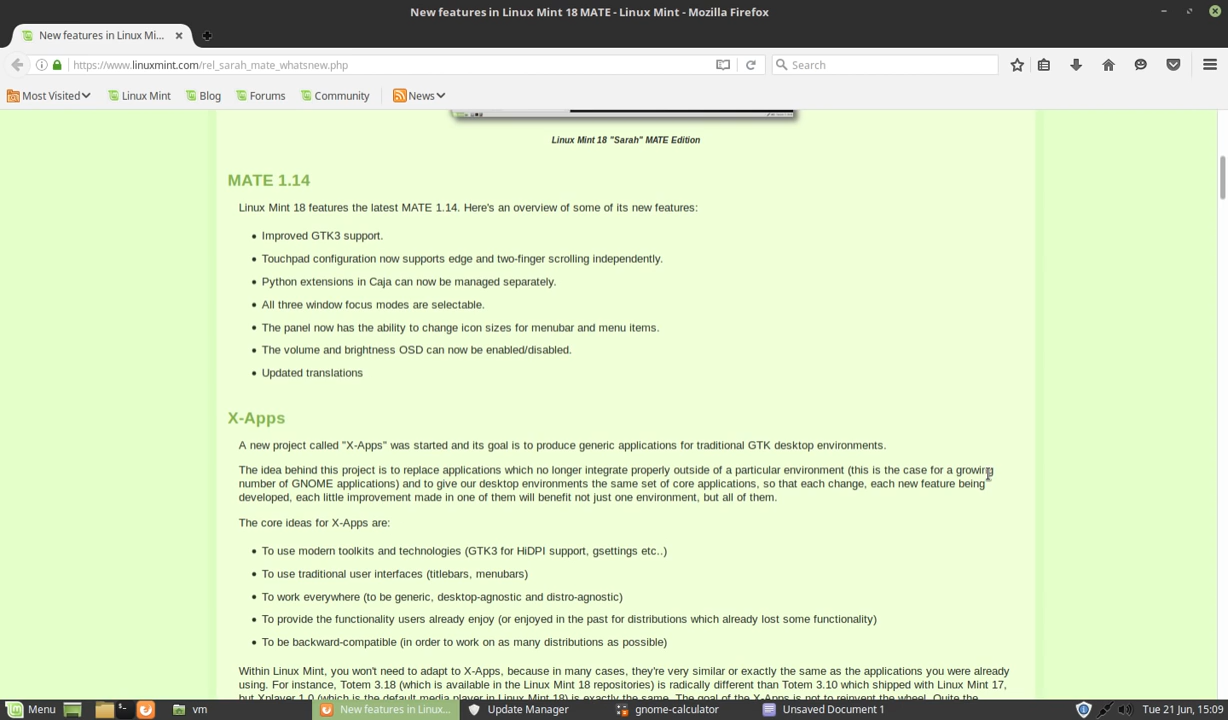 New features in Linux Mint 18 MATE - Linux Mint - Mozilla Firefox
New features in Linux Mi...
https://www.linuxmint.com/rel_sarah_mate_whatsnew.php
Search
Most Visited
Linux Mint
Blog
Forums
Community
News
Linux Mint 18 "Sarah" MATE Edition
MATE 1.14
Linux Mint 18 features the latest MATE 1.14. Here's an overview of some of its new features:
• Improved GTK3 support.
• Touchpad configuration now supports edge and two-finger scrolling independently.
• Python extensions in Caja can now be managed separately.
• All three window focus modes are selectable.
• The panel now has the ability to change icon sizes for menubar and menu items.
• The volume and brightness OSD can now be enabled/disabled.
• Updated translations
X-Apps
A new project called "X-Apps" was started and its goal is to produce generic applications for traditional GTK desktop environments.
The idea behind this project is to replace applications which no longer integrate properly outside of a particular environment (this is the case for a growing
number of GNOME applications) and to give our desktop environments the same set of core applications, so that each change, each new feature being
developed, each little improvement made in one of them will benefit not just one environment, but all of them.
The core ideas for X-Apps are:
• To use modern toolkits and technologies (GTK3 for HiDPI support, gsettings etc..)
• To use traditional user interfaces (titlebars, menubars)
• To work everywhere (to be generic, desktop-agnostic and distro-agnostic)
• To provide the functionality users already enjoy (or enjoyed in the past for distributions which already lost some functionality)
• To be backward-compatible (in order to work on as many distributions as possible)
Within Linux Mint, you won't need to adapt to X-Apps, because in many cases, they're very similar or exactly the same as the applications you were already
using. For instance, Totem 3.18 (which is available in the Linux Mint 18 repositories) is radically different than Totem 3.10 which shipped with Linux Mint 17,
but Xplayer 1.0 (which is the default media player in Linux Mint 18) is exactly the same. The goal of the X-Apps is not to reinvent the wheel. Quite the
Menu
vm
New features in Linux...
Update Manager
gnome-calculator
Unsaved Document 1
Tue 21 Jun, 15:09